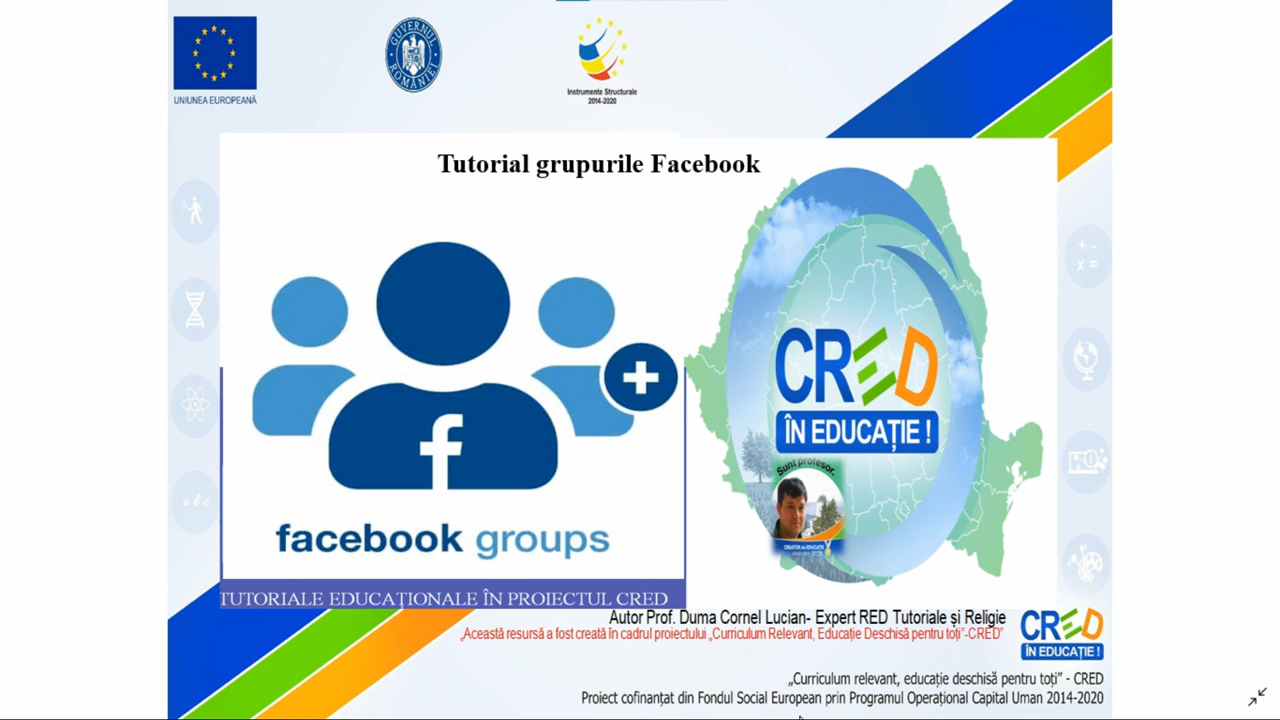 UNIUNEA EUROPEANĂ
GUVERNUL ROMÂNIEI
Instrumente Structurale
2014-2020
Tutorial grupurile Facebook
CRED
ÎN EDUCAȚIE !
Sunt profesor.
CREATOR de EDUCAȚIE
f
facebook groups
TUTORIALE EDUCAȚIONALE ÎN PROIECTUL CRED
Autor Prof. Duma Cornel Lucian- Expert RED Tutoriale și Religie
„Această resursă a fost creată în cadrul proiectului „Curriculum Relevant, Educație Deschisă pentru toți”-CRED”
CRED
ÎN EDUCAȚIE !
„Curriculum relevant, educație deschisă pentru toți” - CRED
Proiect cofinanțat din Fondul Social European prin Programul Operațional Capital Uman 2014-2020
a b c
+ -
x =